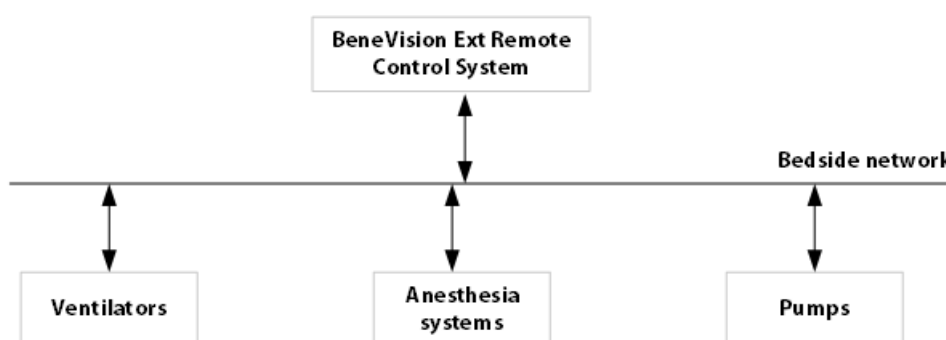 BeneVision Ext Remote
Control System
Bedside network
Ventilators
Anesthesia
systems
Pumps